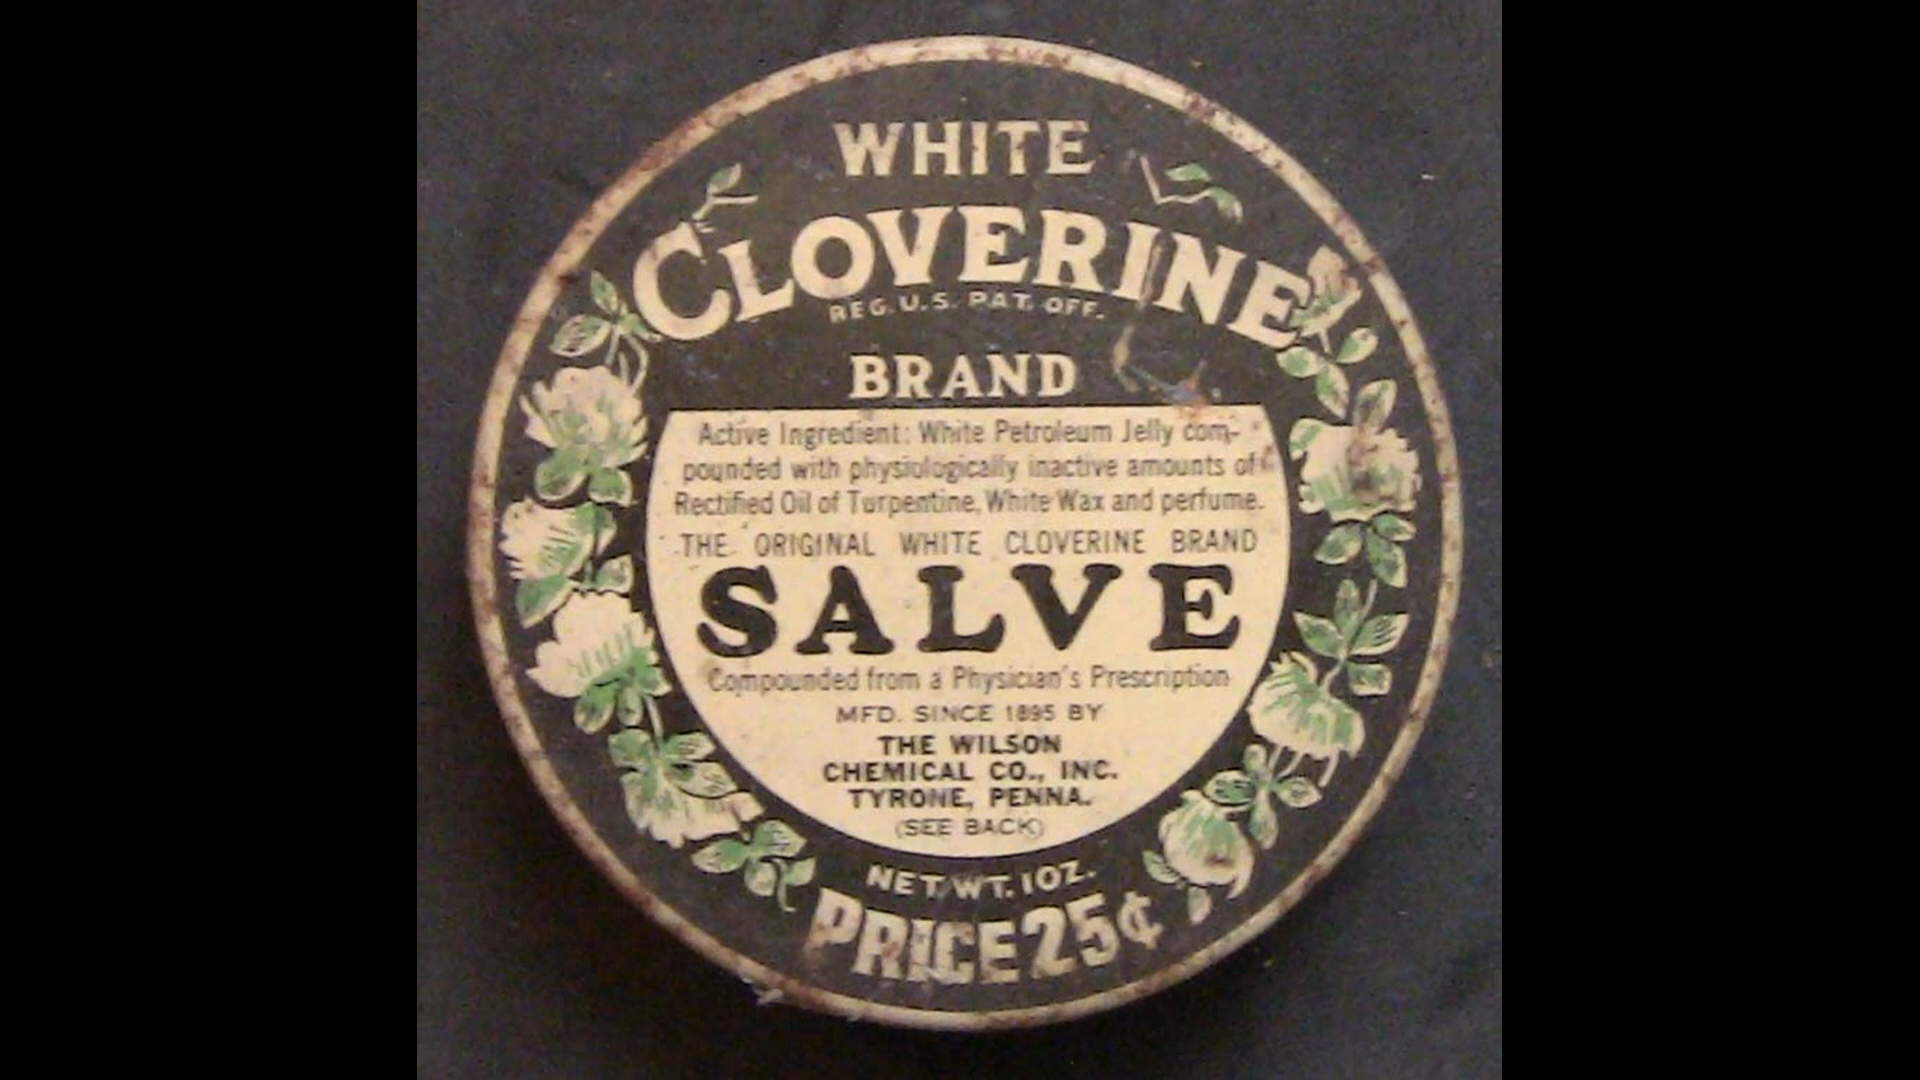 WHITE
CLOVERINE
REG. U.S. PAT. OFF.
BRAND
Active Ingredient: White Petroleum Jelly com-
pounded with physiologically inactive amounts of
Rectified Oil of Turpentine, White Wax and perfume.
THE ORIGINAL WHITE CLOVERINE BRAND
SALVE
Compounded from a Physician's Prescription
MFD. SINCE 1895 BY
THE WILSON
CHEMICAL CO., INC.
TYRONE, PENNA.
(SEE BACK)
NET. WT. 1 OZ.
PRICE 25¢